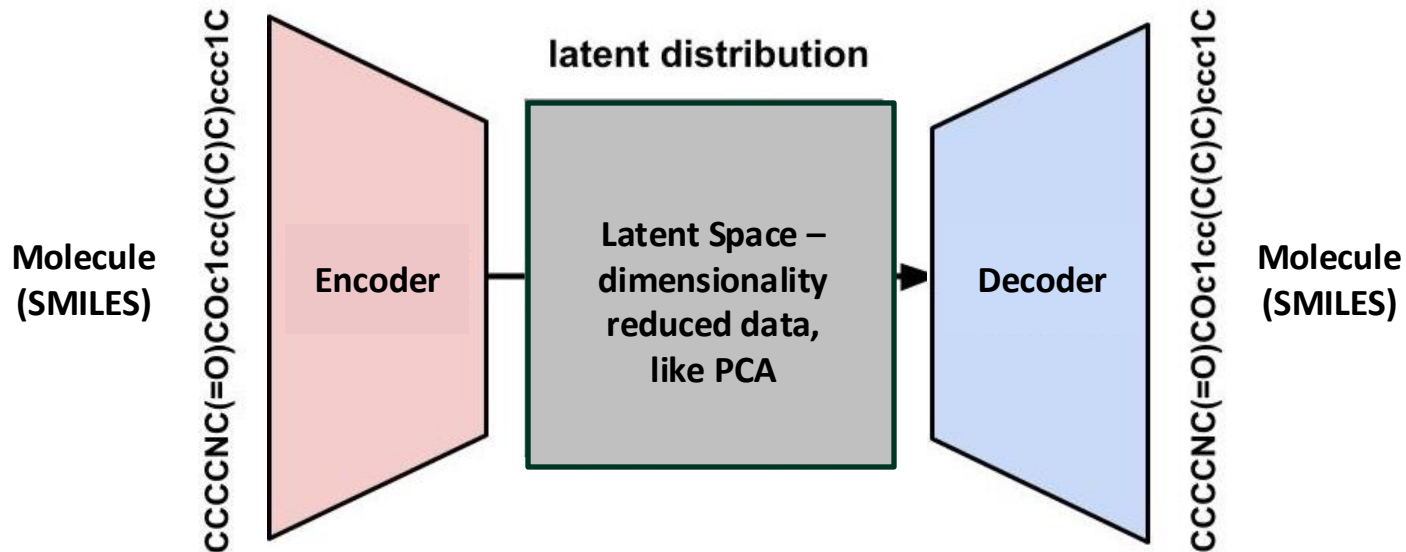 Molecule
(SMILES)
CCCCNC(=O)COc1cc(C(C)C)ccc1C
Encoder
latent distribution
Latent Space –
dimensionality
reduced data,
like PCA
Decoder
CCCCNC(=O)COc1cc(C(C)C)ccc1C
Molecule
(SMILES)